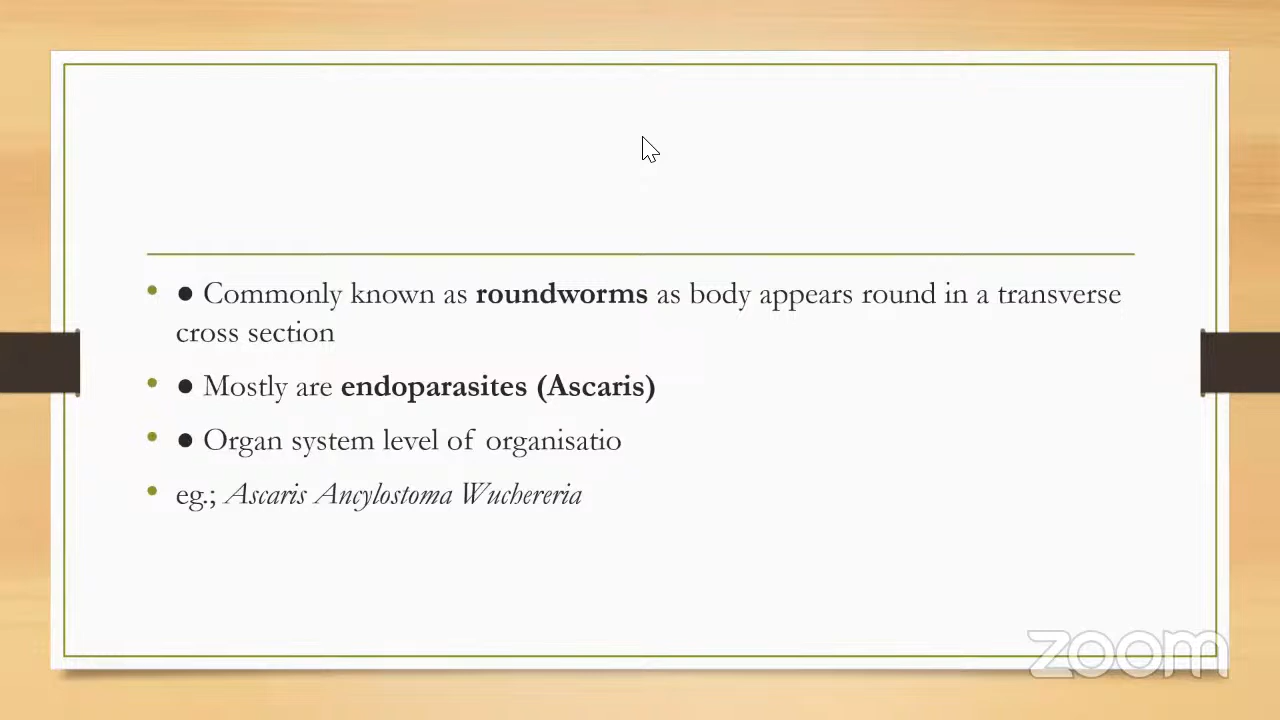 • ● Commonly known as roundworms as body appears round in a transverse
cross section
• ● Mostly are endoparasites (Ascaris)
• ● Organ system level of organisatio
• eg.; Ascaris Ancylostoma Wuchereria
zoom